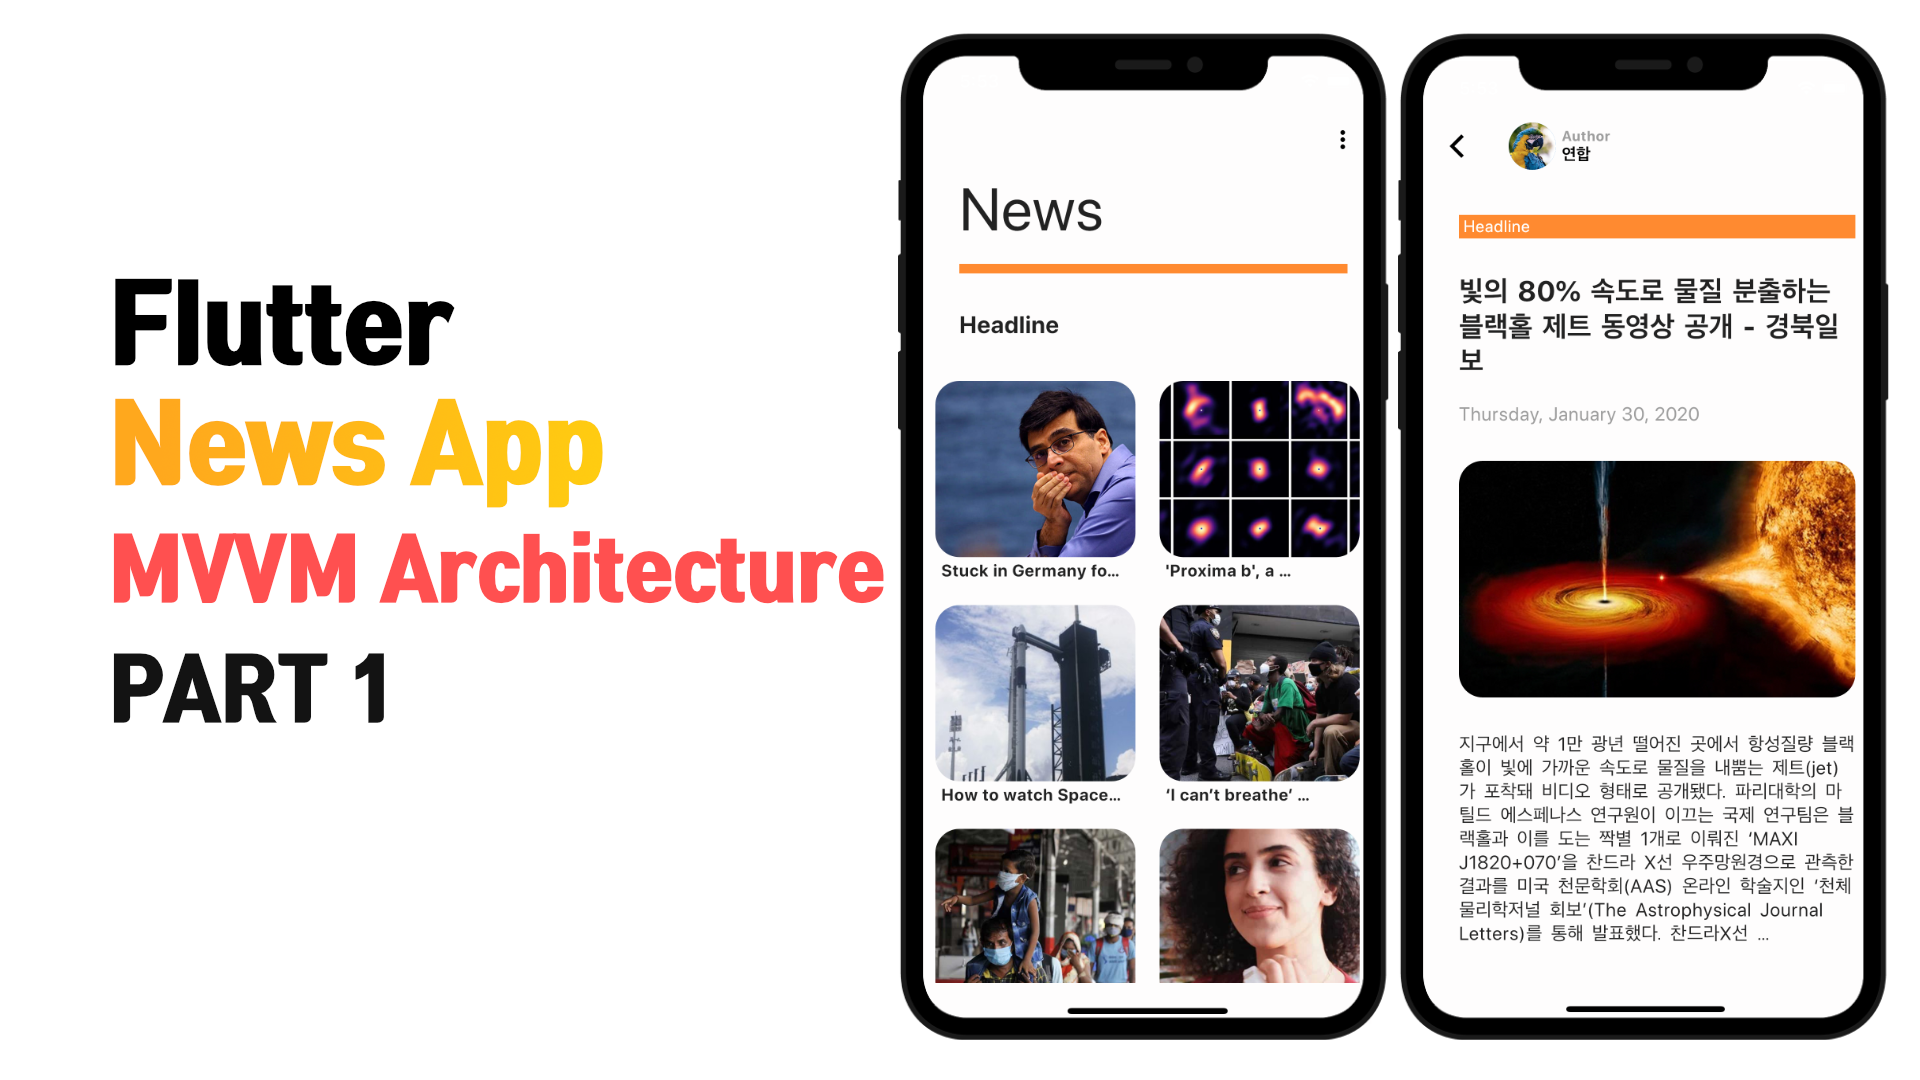 Flutter
News App
MVVM Architecture
PART 1
News
Headline
Stuck in Germany fo...
'Proxima b', a ...
How to watch Space...
‘I can’t breathe’ ...
Author
연합
Headline
빛의 80% 속도로 물질 분출하는
블랙홀 제트 동영상 공개 - 경북일
보
Thursday, January 30, 2020
지구에서 약 1만 광년 떨어진 곳에서 항성질량 블랙
홀이 빛에 가까운 속도로 물질을 내뿜는 제트(jet)
가 포착돼 비디오 형태로 공개됐다. 파리대학의 마
틸드 에스페나스 연구원이 이끄는 국제 연구팀은 블
랙홀과 이를 도는 짝별 1개로 이뤄진 ‘MAXI
J1820+070’을 찬드라 X선 우주망원경으로 관측한
결과를 미국 천문학회(AAS) 온라인 학술지인 ‘천체
물리학저널 회보’(The Astrophysical Journal
Letters)를 통해 발표했다. 찬드라X선 ...